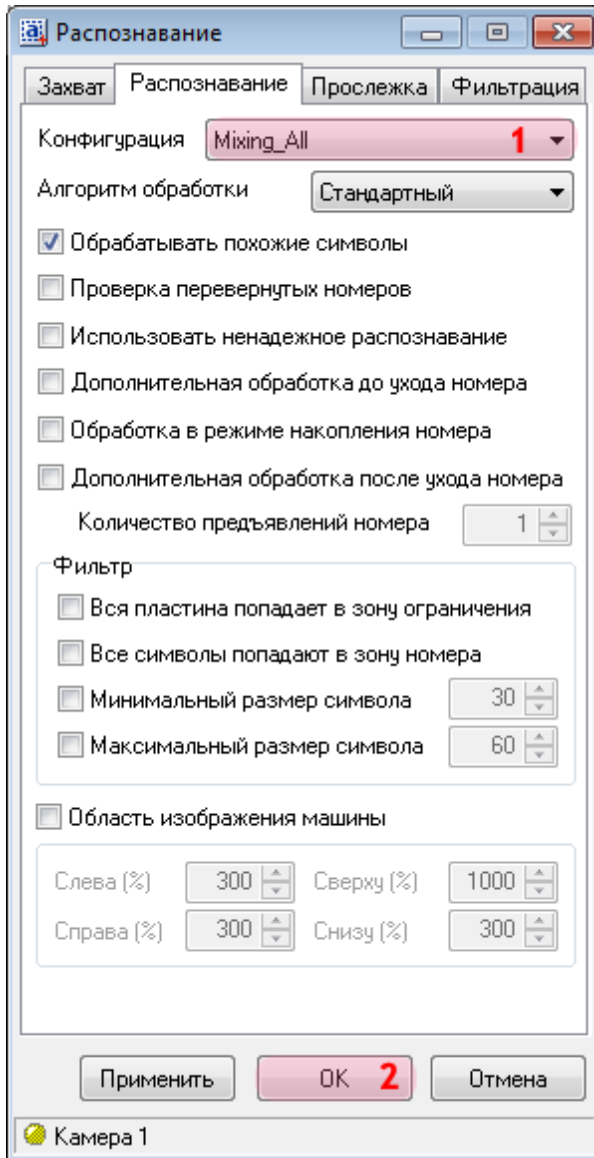 Распознавание
Захват Распознавание Прослежка Фильтрация
Конфигурация Mixing_All 1
Алгоритм обработки Стандартный
Обрабатывать похожие символы
Проверка перевернутых номеров
Использовать ненадежное распознавание
Дополнительная обработка до ухода номера
Обработка в режиме накопления номера
Дополнительная обработка после ухода номера
Количество предъявлений номера 1
Фильтр
Вся пластина попадает в зону ограничения
Все символы попадают в зону номера
Минимальный размер символа 30
Максимальный размер символа 60
Область изображения машины
Слева (%) 300 Сверху (%) 1000
Справа (%) 300 Снизу (%) 300
Применить OK 2 Отмена
Камера 1